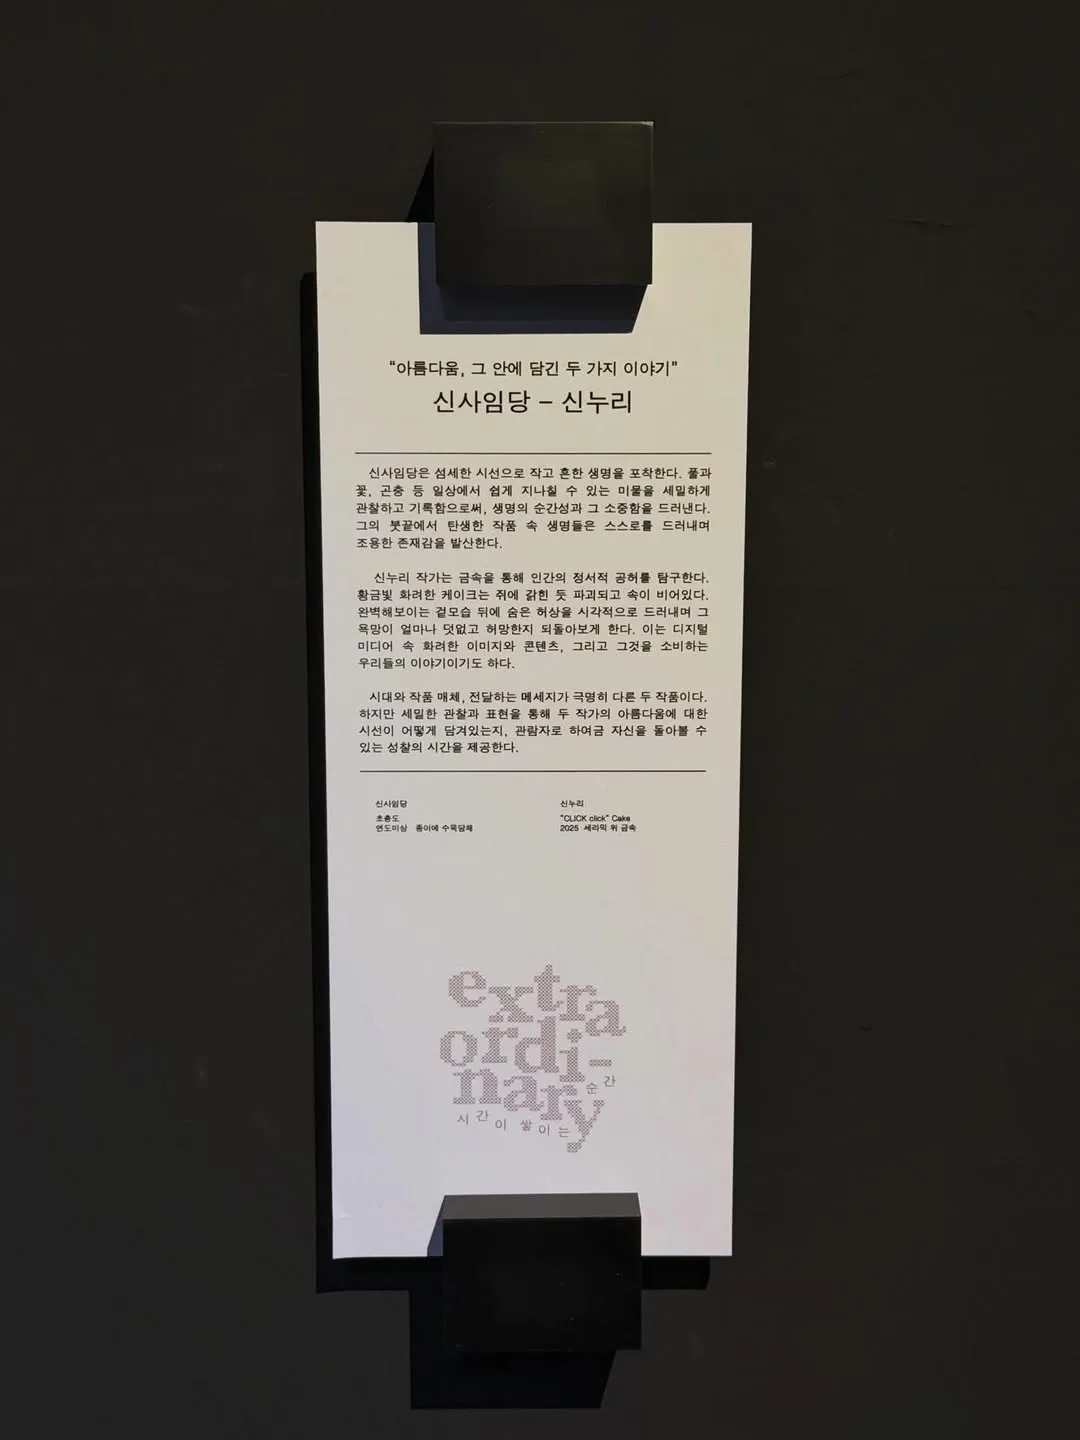 “아름다움, 그 안에 담긴 두 가지 이야기”
신사임당 – 신누리
신사임당은 섬세한 시선으로 작고 흔한 생명을 포착한다. 풀과
꽃, 곤충 등 일상에서 쉽게 지나칠 수 있는 미물을 세밀하게
관찰하고 기록함으로써, 생명의 순간성과 그 소중함을 드러낸다.
그의 붓끝에서 탄생한 작품 속 생명들은 스스로를 드러내며
조용한 존재감을 발산한다.
신누리 작가는 금속을 통해 인간의 정서적 공허를 탐구한다.
황금빛 화려한 케이크는 쥐에 갉힌 듯 파괴되고 속이 비어있다.
완벽해보이는 겉모습 뒤에 숨은 허상을 시각적으로 드러내며 그
욕망이 얼마나 덧없고 허망한지 되돌아보게 한다. 이는 디지털
미디어 속 화려한 이미지와 콘텐츠, 그리고 그것을 소비하는
우리들의 이야기이기도 하다.
시대와 작품 매체, 전달하는 메세지가 극명히 다른 두 작품이다.
하지만 세밀한 관찰과 표현을 통해 두 작가의 아름다움에 대한
시선이 어떻게 담겨있는지, 관람자로 하여금 자신을 돌아볼 수
있는 성찰의 시간을 제공한다.
신사임당
초충도
연도미상 종이에 수묵담채
신누리
“CLICK click” Cake
2025 세라믹 위 금속
extra
ordi-
nary
시간이 쌓이는 순간